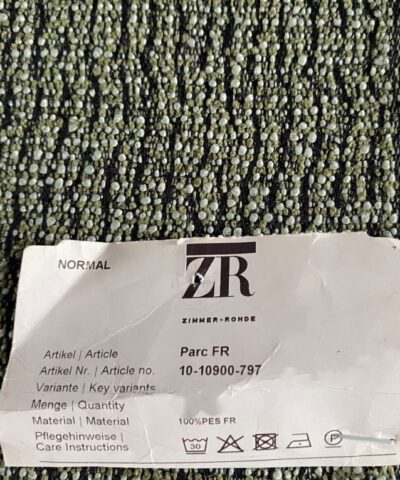 NORMAL
ZR
ZIMMER+ROHDE
Artikel | Article Parc FR
Artikel Nr. | Article no. 10-10900-797
Variante | Key variants
Menge | Quantity
Material | Material 100%PES FR
Pflegehinweise |
Care Instructions 30 P